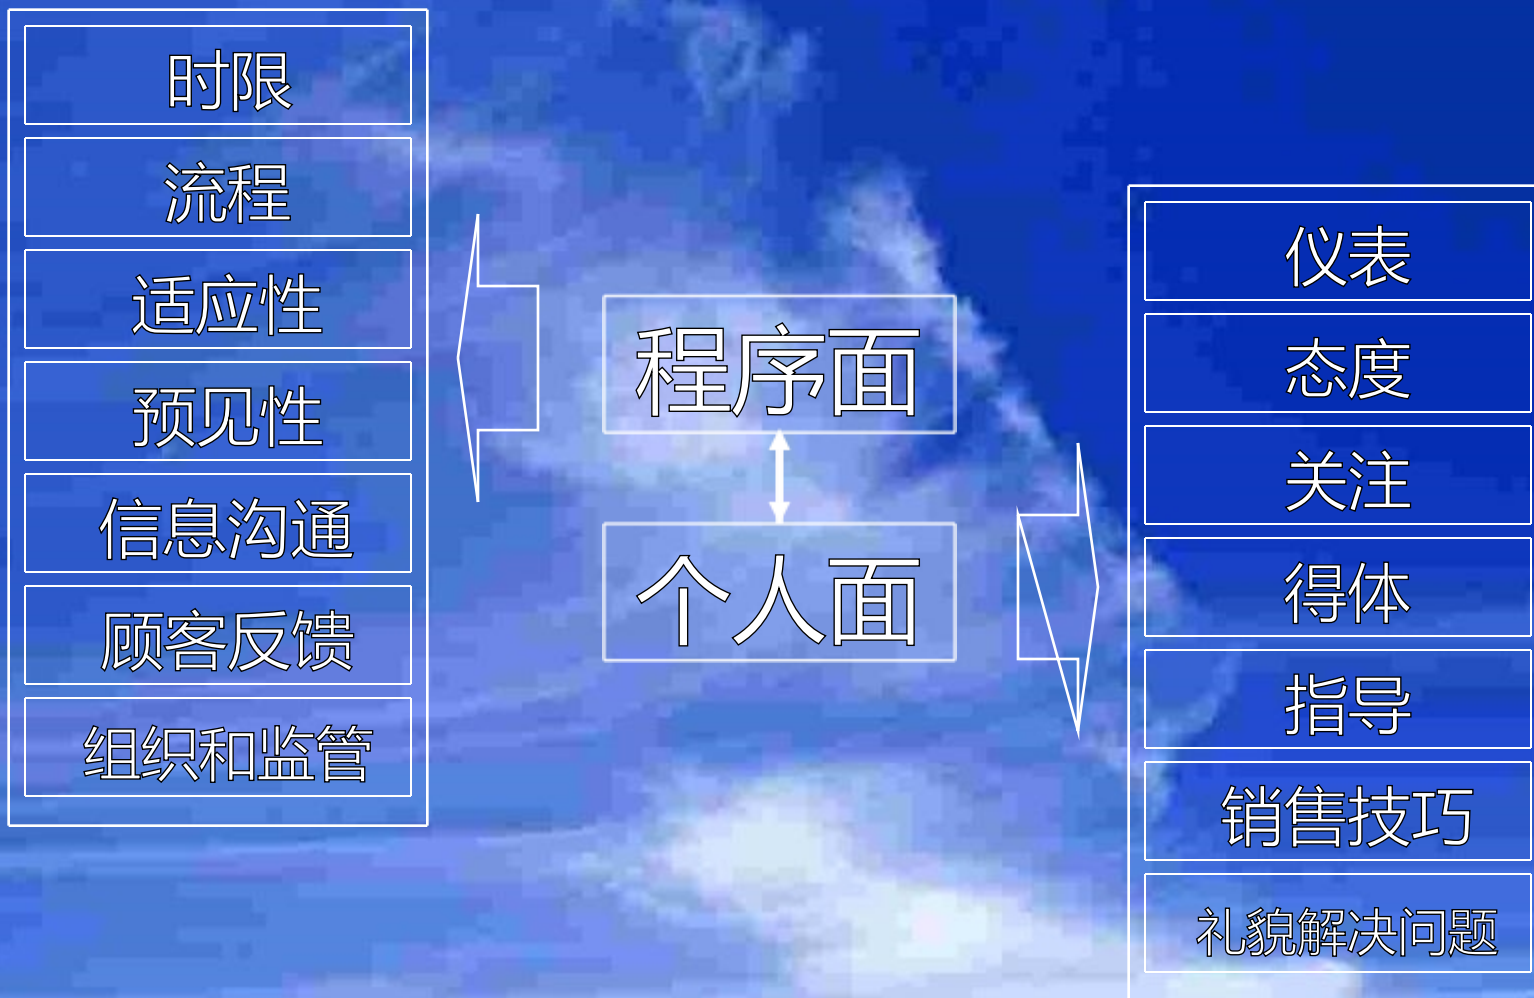 时限
流程
适应性
预见性
信息沟通
顾客反馈
组织和监管
程序面
个人面
仪表
态度
关注
得体
指导
销售技巧
礼貌解决问题